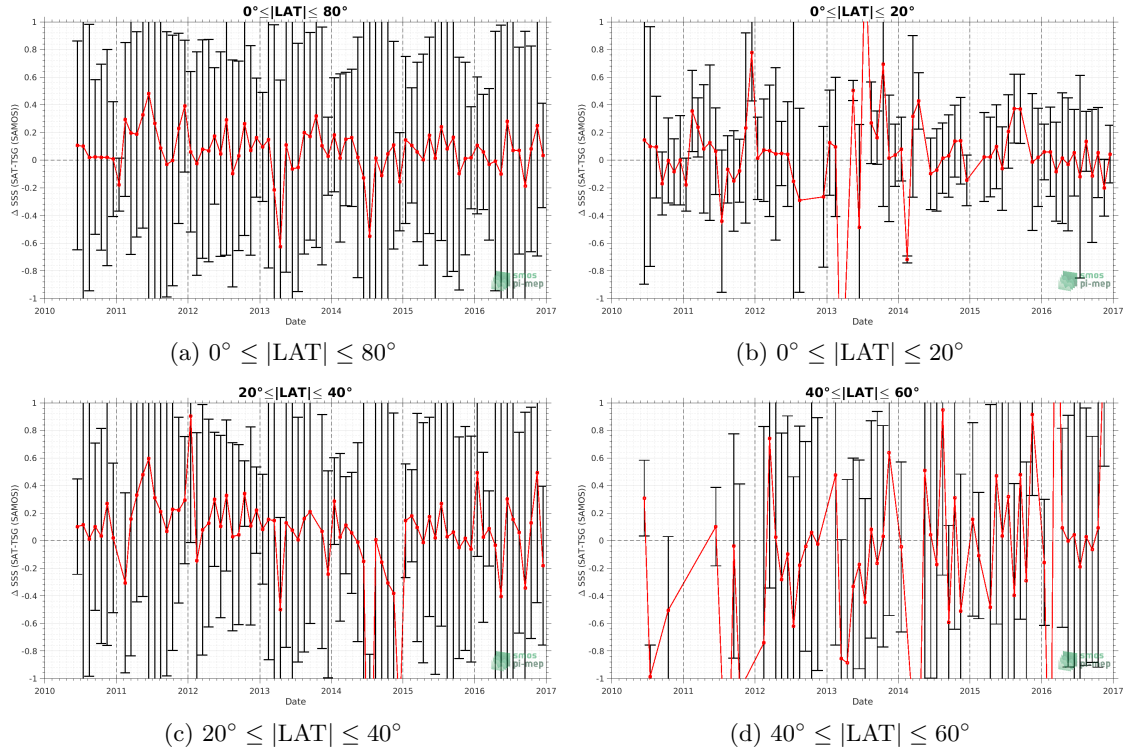 0°≤|LAT|≤ 80°
1
0.8
0.6
0.4
0.2
0
-0.2
-0.4
-0.6
-0.8
-1
Δ SSS (SAT-TSG (SAMOS))
2010 2011 2012 2013 2014 2015 2016 2017
Date
smos
pi-mep
(a) 0° ≤ |LAT| ≤ 80°
0°≤|LAT|≤ 20°
1
0.8
0.6
0.4
0.2
0
-0.2
-0.4
-0.6
-0.8
-1
Δ SSS (SAT-TSG (SAMOS))
2010 2011 2012 2013 2014 2015 2016 2017
Date
smos
pi-mep
(b) 0° ≤ |LAT| ≤ 20°
20°≤|LAT|≤ 40°
1
0.8
0.6
0.4
0.2
0
-0.2
-0.4
-0.6
-0.8
-1
Δ SSS (SAT-TSG (SAMOS))
2010 2011 2012 2013 2014 2015 2016 2017
Date
smos
pi-mep
(c) 20° ≤ |LAT| ≤ 40°
40°≤|LAT|≤ 60°
1
0.8
0.6
0.4
0.2
0
-0.2
-0.4
-0.6
-0.8
-1
Δ SSS (SAT-TSG (SAMOS))
2010 2011 2012 2013 2014 2015 2016 2017
Date
smos
pi-mep
(d) 40° ≤ |LAT| ≤ 60°